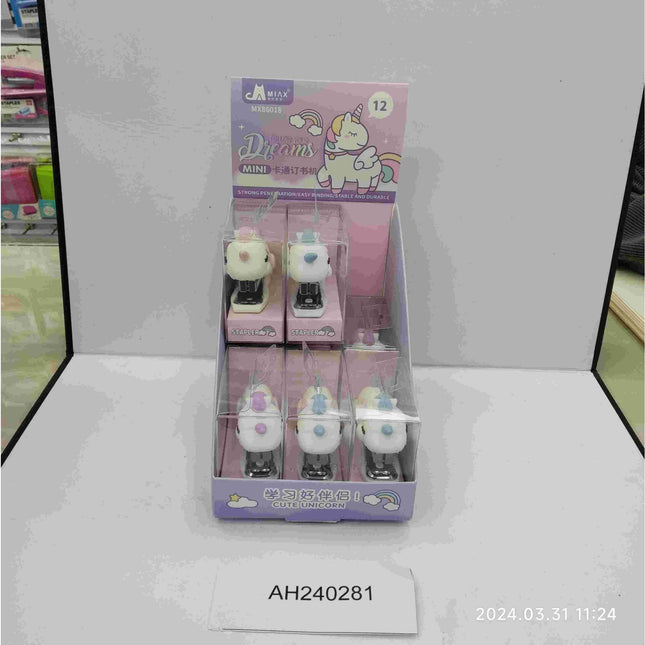 MIAX
MX86018
12
Dreams
MINI 卡通订书机
STRONG PENETRATION/EASY BINDING/STABLE AND DURABLE
STAPLER
STAPLER
学习好伴侣!
CUTE UNICORN
AH240281
2024.03.31 11:24